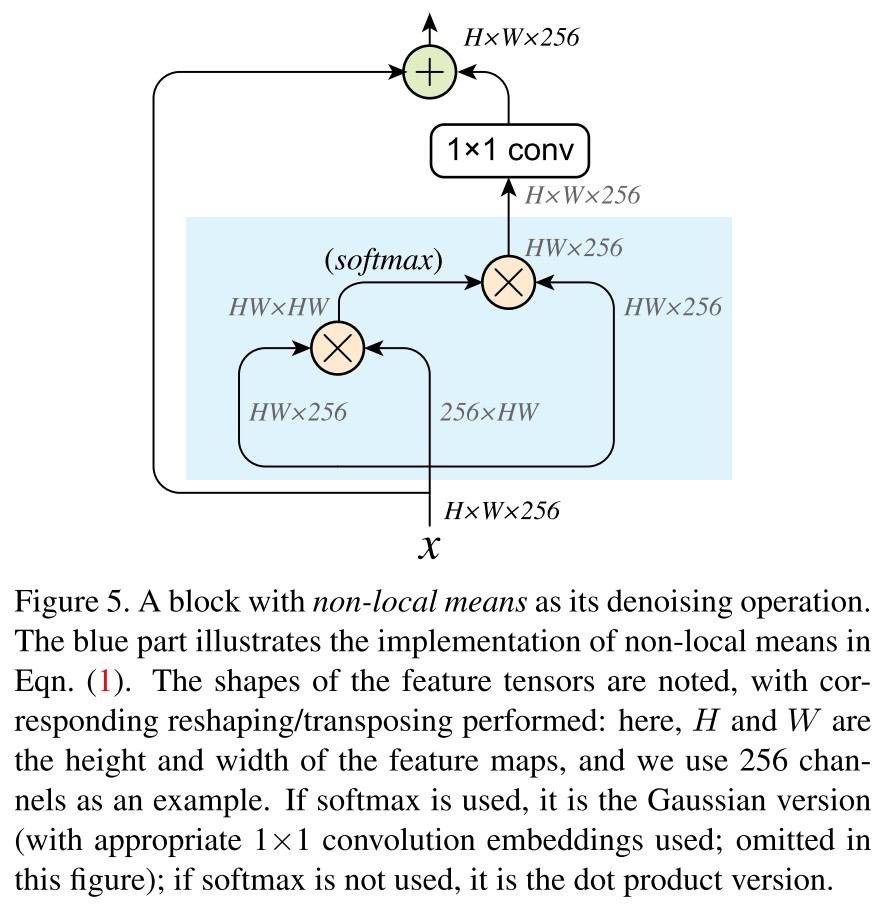 H×W×256
1×1 conv
H×W×256
HW×256
(softmax)
HW×HW
HW×256
HW×256
256×HW
H×W×256
x
Figure 5. A block with non-local means as its denoising operation.
The blue part illustrates the implementation of non-local means in
Eqn. (1). The shapes of the feature tensors are noted, with cor-
responding reshaping/transposing performed: here, H and W are
the height and width of the feature maps, and we use 256 chan-
nels as an example. If softmax is used, it is the Gaussian version
(with appropriate 1×1 convolution embeddings used; omitted in
this figure); if softmax is not used, it is the dot product version.